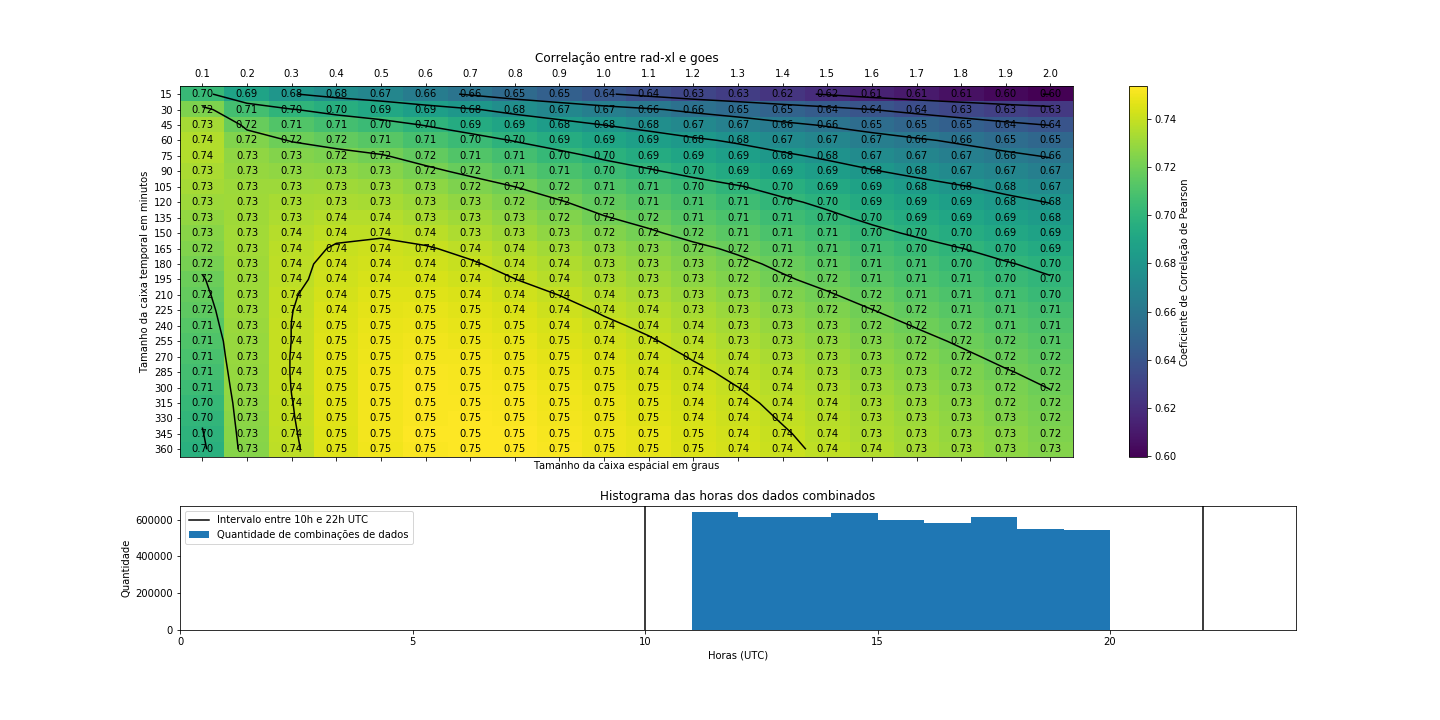 Correlação entre rad-xl e goes
0.1 0.2 0.3 0.4 0.5 0.6 0.7 0.8 0.9 1.0 1.1 1.2 1.3 1.4 1.5 1.6 1.7 1.8 1.9 2.0
15 0.70 0.69 0.68 0.68 0.67 0.66 0.66 0.65 0.65 0.64 0.64 0.63 0.63 0.62 0.62 0.61 0.61 0.61 0.60 0.60
30 0.72 0.71 0.70 0.70 0.69 0.69 0.68 0.68 0.67 0.67 0.66 0.66 0.65 0.65 0.64 0.64 0.64 0.63 0.63 0.63
45 0.73 0.72 0.71 0.71 0.70 0.70 0.69 0.69 0.68 0.68 0.68 0.67 0.67 0.66 0.66 0.65 0.65 0.65 0.64 0.64
60 0.74 0.72 0.72 0.72 0.71 0.71 0.70 0.70 0.69 0.69 0.69 0.68 0.68 0.67 0.67 0.67 0.66 0.66 0.65 0.65
75 0.74 0.73 0.73 0.72 0.72 0.72 0.71 0.71 0.70 0.70 0.69 0.69 0.69 0.68 0.68 0.67 0.67 0.67 0.66 0.66
90 0.73 0.73 0.73 0.73 0.72 0.72 0.72 0.71 0.71 0.70 0.70 0.70 0.69 0.69 0.69 0.68 0.68 0.67 0.67 0.67
105 0.73 0.73 0.73 0.73 0.73 0.73 0.72 0.72 0.72 0.71 0.71 0.70 0.70 0.70 0.69 0.69 0.68 0.68 0.68 0.67
120 0.73 0.73 0.73 0.73 0.73 0.73 0.73 0.72 0.72 0.72 0.71 0.71 0.71 0.70 0.70 0.69 0.69 0.69 0.68 0.68
135 0.73 0.73 0.73 0.74 0.74 0.73 0.73 0.73 0.72 0.72 0.72 0.71 0.71 0.71 0.70 0.70 0.69 0.69 0.69 0.68
150 0.73 0.73 0.74 0.74 0.74 0.74 0.73 0.73 0.73 0.72 0.72 0.72 0.71 0.71 0.71 0.70 0.70 0.70 0.69 0.69
165 0.72 0.73 0.74 0.74 0.74 0.74 0.74 0.74 0.73 0.73 0.73 0.72 0.72 0.71 0.71 0.71 0.70 0.70 0.70 0.69
180 0.72 0.73 0.74 0.74 0.74 0.74 0.74 0.74 0.74 0.73 0.73 0.73 0.72 0.72 0.71 0.71 0.71 0.70 0.70 0.70
195 0.72 0.73 0.74 0.74 0.74 0.74 0.74 0.74 0.74 0.73 0.73 0.73 0.72 0.72 0.72 0.71 0.71 0.71 0.70 0.70
210 0.72 0.73 0.74 0.74 0.75 0.75 0.74 0.74 0.74 0.74 0.73 0.73 0.73 0.72 0.72 0.72 0.71 0.71 0.71 0.70
225 0.72 0.73 0.74 0.74 0.75 0.75 0.75 0.75 0.74 0.74 0.74 0.73 0.73 0.73 0.72 0.72 0.72 0.71 0.71 0.71
240 0.71 0.73 0.74 0.75 0.75 0.75 0.75 0.75 0.74 0.74 0.74 0.74 0.73 0.73 0.73 0.72 0.72 0.72 0.71 0.71
255 0.71 0.73 0.74 0.75 0.75 0.75 0.75 0.75 0.75 0.74 0.74 0.74 0.73 0.73 0.73 0.73 0.72 0.72 0.72 0.71
270 0.71 0.73 0.74 0.75 0.75 0.75 0.75 0.75 0.75 0.74 0.74 0.74 0.74 0.73 0.73 0.73 0.72 0.72 0.72 0.72
285 0.71 0.73 0.74 0.75 0.75 0.75 0.75 0.75 0.75 0.75 0.74 0.74 0.74 0.74 0.73 0.73 0.73 0.72 0.72 0.72
300 0.71 0.73 0.74 0.75 0.75 0.75 0.75 0.75 0.75 0.75 0.75 0.74 0.74 0.74 0.73 0.73 0.73 0.73 0.72 0.72
315 0.70 0.73 0.74 0.75 0.75 0.75 0.75 0.75 0.75 0.75 0.75 0.74 0.74 0.74 0.74 0.73 0.73 0.73 0.72 0.72
330 0.70 0.73 0.74 0.75 0.75 0.75 0.75 0.75 0.75 0.75 0.75 0.74 0.74 0.74 0.74 0.73 0.73 0.73 0.73 0.72
345 0.70 0.73 0.74 0.75 0.75 0.75 0.75 0.75 0.75 0.75 0.75 0.75 0.74 0.74 0.74 0.74 0.73 0.73 0.73 0.72
360 0.70 0.73 0.74 0.75 0.75 0.75 0.75 0.75 0.75 0.75 0.75 0.75 0.74 0.74 0.74 0.74 0.73 0.73 0.73 0.73
Tamanho da caixa temporal em minutos
Tamanho da caixa espacial em graus
0.74
0.72
0.70
0.68
0.66
0.64
0.62
0.60
Coeficiente de Correlação de Pearson
Histograma das horas dos dados combinados
Intervalo entre 10h e 22h UTC
Quantidade de combinações de dados
600000
400000
200000
0
Quantidade
0 5 10 15 20
Horas (UTC)